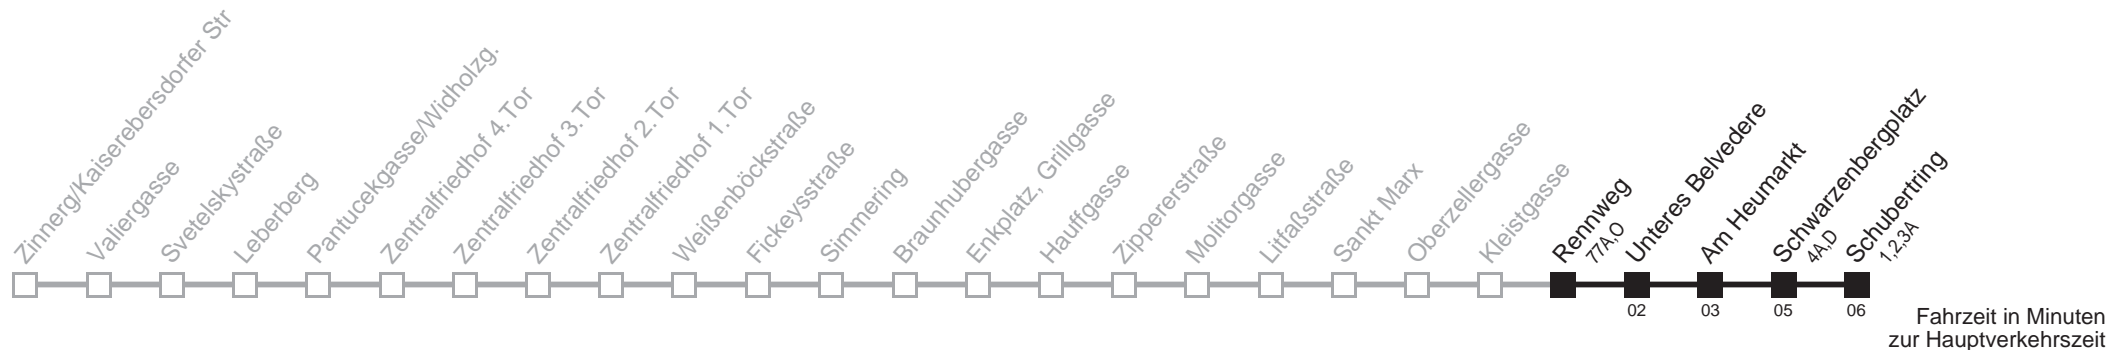 Zinnerg/Kaiserebersdorfer Str
Valiergasse
Svetelskystraße
Leberberg
Pantucekgasse/Widholzg.
Zentralfriedhof 4.Tor
Zentralfriedhof 3.Tor
Zentralfriedhof 2.Tor
Zentralfriedhof 1.Tor
Weißenböckstraße
Fickeysstraße
Simmering
Braunhubergasse
Enkplatz, Grillgasse
Hauffgasse
Zippererstraße
Molitorgasse
Litfaßstraße
Sankt Marx
Oberzellergasse
Kleistgasse
Rennweg
77A,O
Unteres Belvedere
Am Heumarkt
Schwarzenbergplatz
4A,D
Schubertring
1,2,3A
02
03
05
06
Fahrzeit in Minuten
zur Hauptverkehrszeit